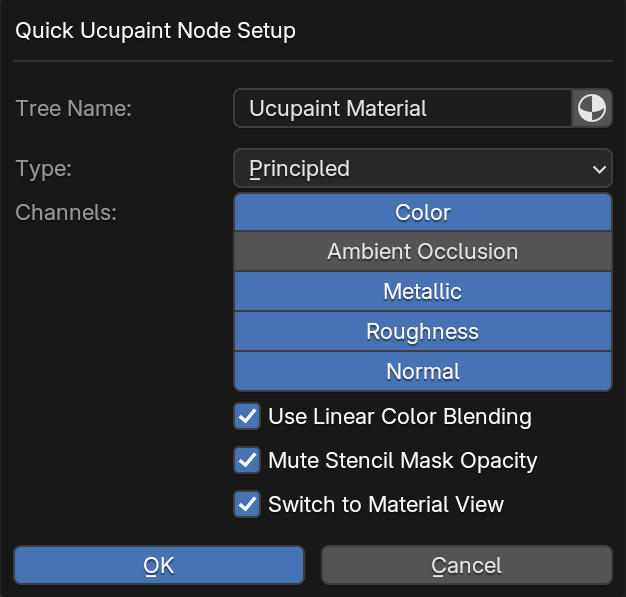 Quick Ucupaint Node Setup
Tree Name: Ucupaint Material
Type: Principled
Channels: Color
Ambient Occlusion
Metallic
Roughness
Normal
Use Linear Color Blending
Mute Stencil Mask Opacity
Switch to Material View
OK Cancel